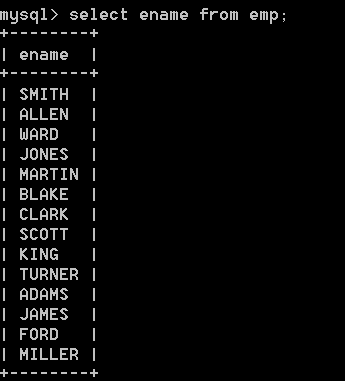 mysql> select ename from emp;
+--------+
| ename  |
+--------+
| SMITH  |
| ALLEN  |
| WARD   |
| JONES  |
| MARTIN |
| BLAKE  |
| CLARK  |
| SCOTT  |
| KING   |
| TURNER |
| ADAMS  |
| JAMES  |
| FORD   |
| MILLER |
+--------+